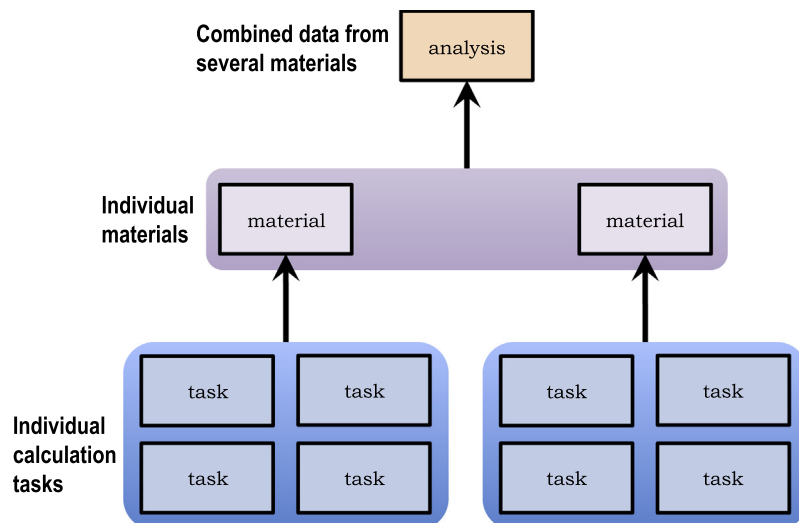 Combined data from
several materials
analysis
Individual
materials
material
material
task
task
task
task
Individual
calculation
tasks
task
task
task
task